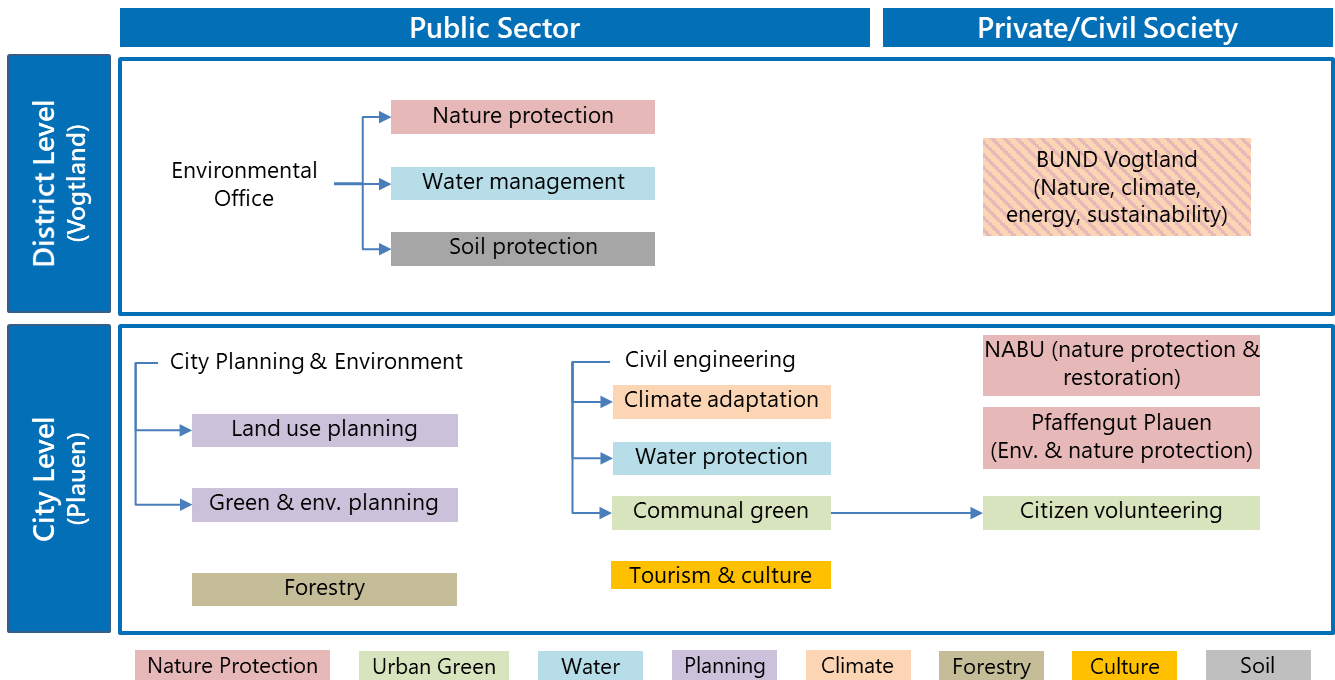 Public Sector
Private/Civil Society
District Level
(Vogtland)
Environmental
Office
Nature protection
Water management
Soil protection
BUND Vogtland
(Nature, climate,
energy, sustainability)
City Level
(Plauen)
City Planning & Environment
Land use planning
Green & env. planning
Forestry
Civil engineering
Climate adaptation
Water protection
Communal green
Tourism & culture
NABU (nature protection &
restoration)
Pfaffengut Plauen
(Env. & nature protection)
Citizen volunteering
Nature Protection
Urban Green
Water
Planning
Climate
Forestry
Culture
Soil